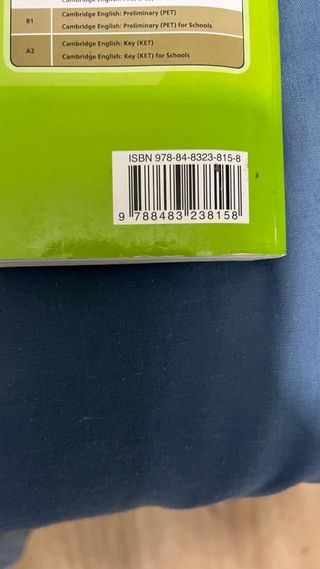 B1
Cambridge English: Preliminary (PET)
Cambridge English: Preliminary (PET) for Schools
A2
Cambridge English: Key (KET)
Cambridge English: Key (KET) for Schools
ISBN 978-84-8323-815-8
9 788483 238158